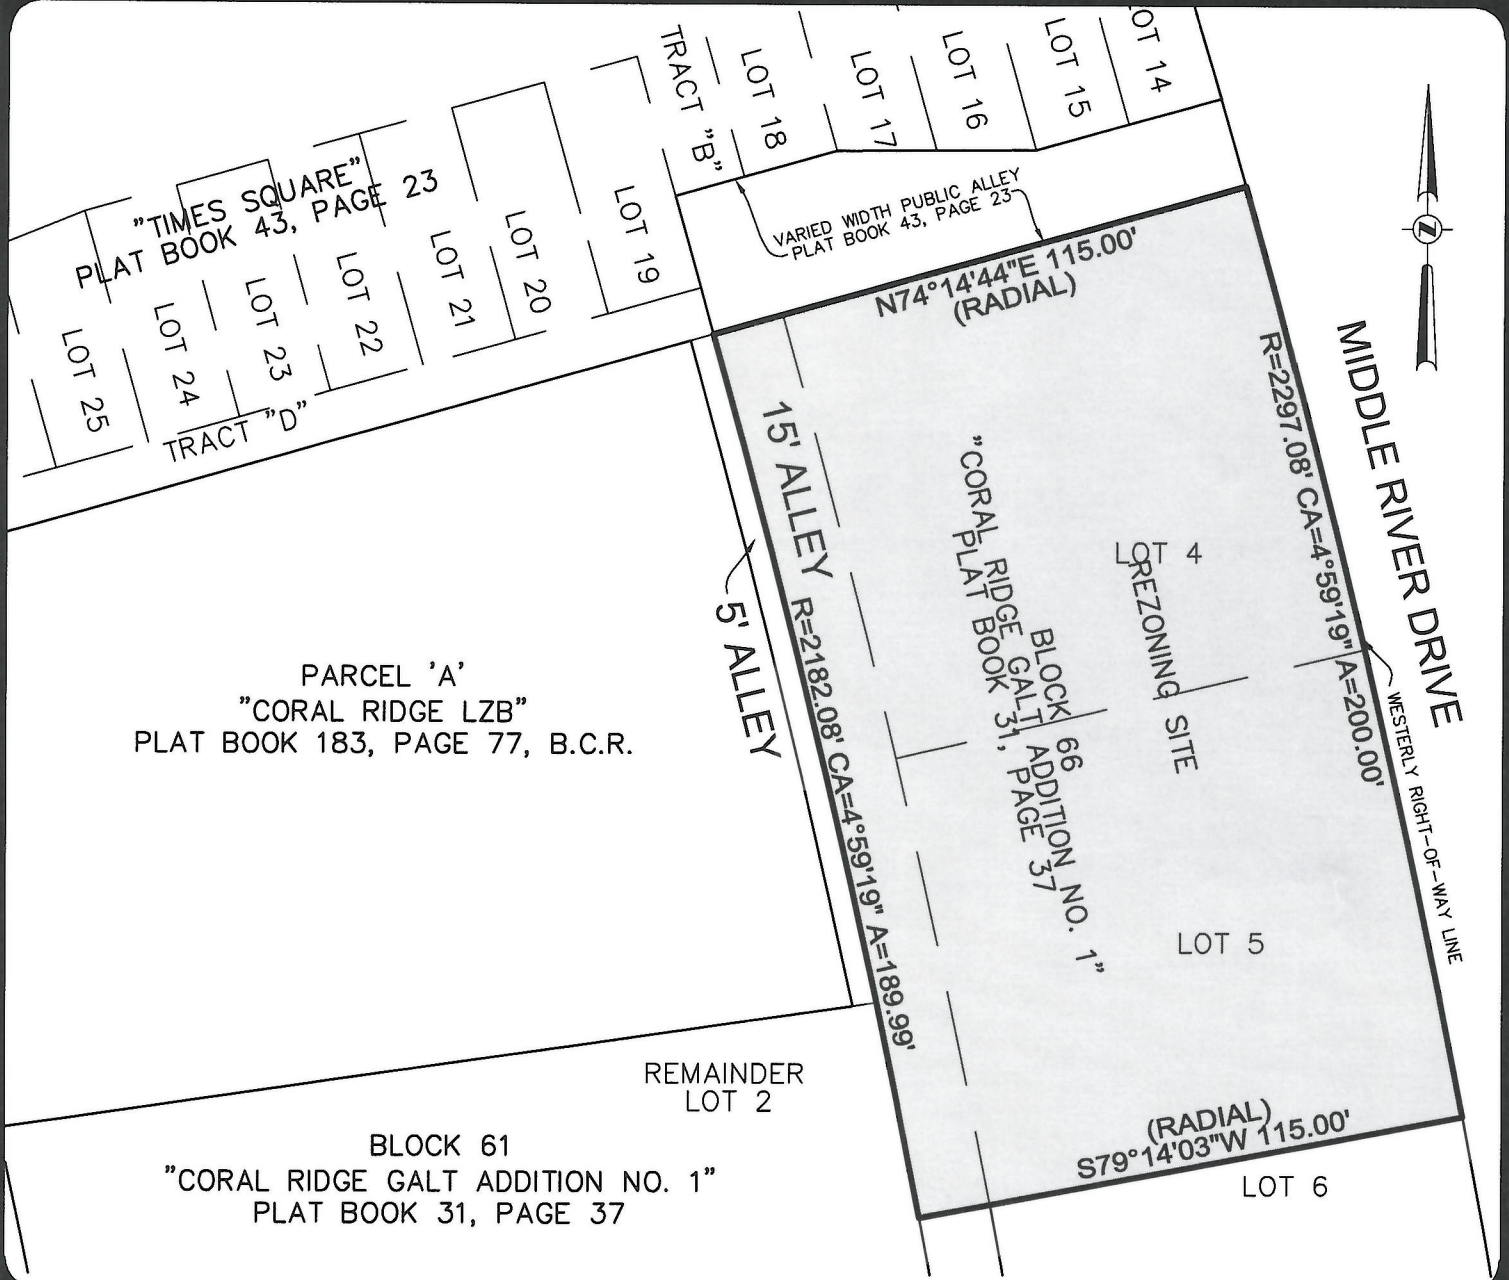 TRACT "B"
LOT 18
LOT 17
LOT 16
LOT 15
OT 14
"TIMES SQUARE"
PLAT BOOK 43, PAGE 23
LOT 25
LOT 24
LOT 23
LOT 22
LOT 21
LOT 20
LOT 19
TRACT "D"
VARIED WIDTH PUBLIC ALLEY
PLAT BOOK 43, PAGE 23
N74°14'44"E 115.00'
(RADIAL)
N
MIDDLE RIVER DRIVE
R=2297.08' CA=4°59'19" A=200.00'
WESTERLY RIGHT-OF-WAY LINE
15' ALLEY
R=2182.08' CA=4°59'19" A=189.99'
5' ALLEY
LOT 4
REZONING SITE
BLOCK 66
"CORAL RIDGE GALT ADDITION NO. 1"
PLAT BOOK 31, PAGE 37
LOT 5
PARCEL 'A'
"CORAL RIDGE LZB"
PLAT BOOK 183, PAGE 77, B.C.R.
REMAINDER
LOT 2
BLOCK 61
"CORAL RIDGE GALT ADDITION NO. 1"
PLAT BOOK 31, PAGE 37
(RADIAL)
S79°14'03"W 115.00'
LOT 6